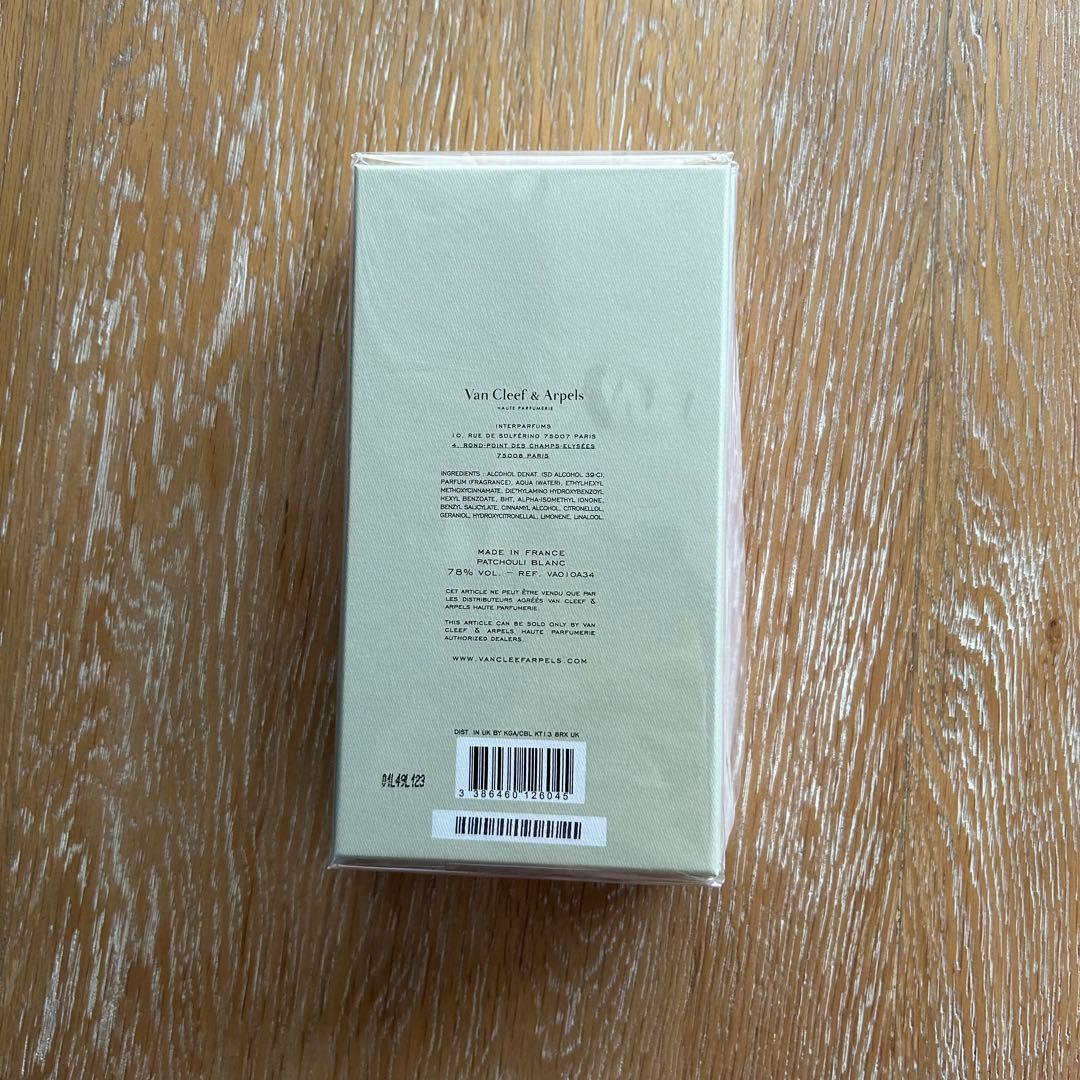 Van Cleef & Arpels
HAUTE PARFUMERIE
INTERPARFUMS
10, RUE DE SOLFÉRINO 75007 PARIS
4, ROND-POINT DES CHAMPS-ELYSÉES
75008 PARIS
INGREDIENTS : ALCOHOL DENAT. (SD ALCOHOL 39-C),
PARFUM (FRAGRANCE), AQUA (WATER), ETHYLHEXYL
METHOXYCINNAMATE, DIETHYLAMINO HYDROXYBENZOYL
HEXYL BENZOATE, BHT, ALPHA-ISOMETHYL IONONE,
BENZYL SALICYLATE, CINNAMYL ALCOHOL, CITRONELLOL,
GERANIOL, HYDROXYCITRONELLAL, LIMONENE, LINALOOL.
MADE IN FRANCE
PATCHOULI BLANC
78% VOL. – REF. VA010A34
CET ARTICLE NE PEUT ÊTRE VENDU QUE PAR
LES DISTRIBUTEURS AGRÉÉS VAN CLEEF &
ARPELS HAUTE PARFUMERIE.
THIS ARTICLE CAN BE SOLD ONLY BY VAN
CLEEF & ARPELS HAUTE PARFUMERIE
AUTHORIZED DEALERS.
WWW.VANCLEEFARPELS.COM
DIST. IN UK BY KGA/CBL KT13 8RX UK
01L49L123
3 386460 126045